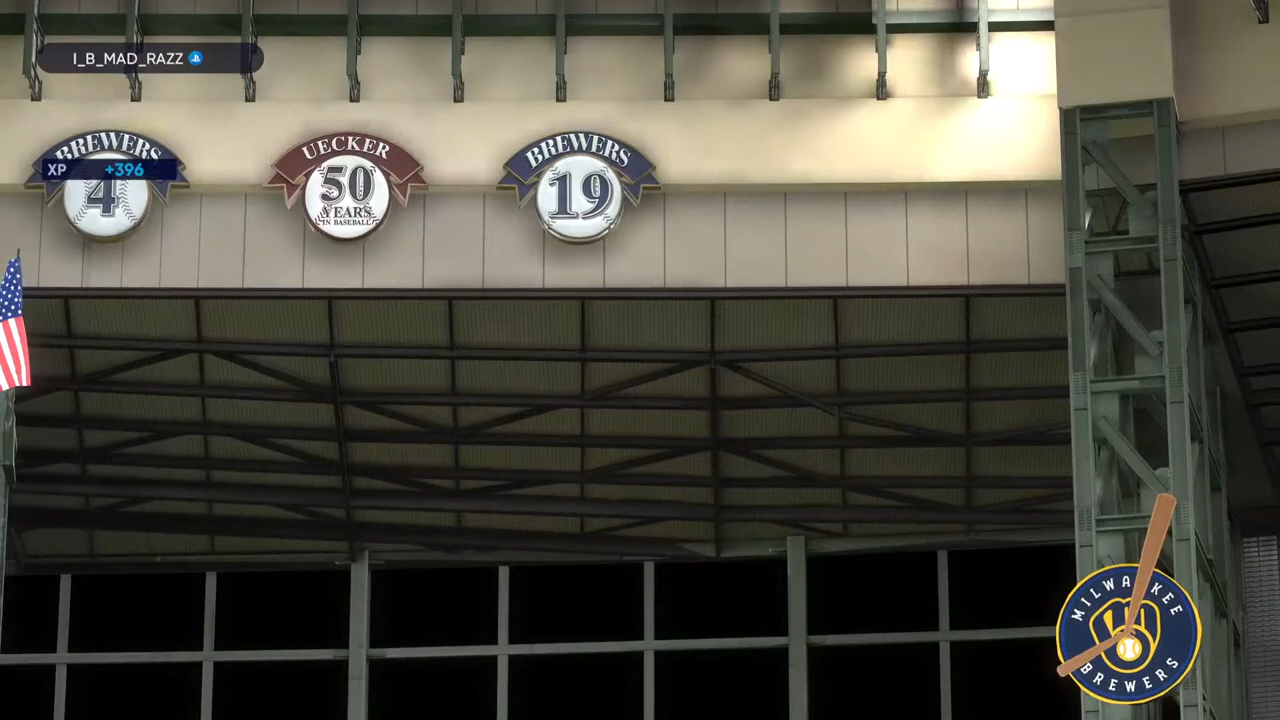 I_B_MAD_RAZZ
BREWERS
4
XP +396
UECKER
50
YEARS
IN BASEBALL
BREWERS
19
MILWAUKEE
BREWERS